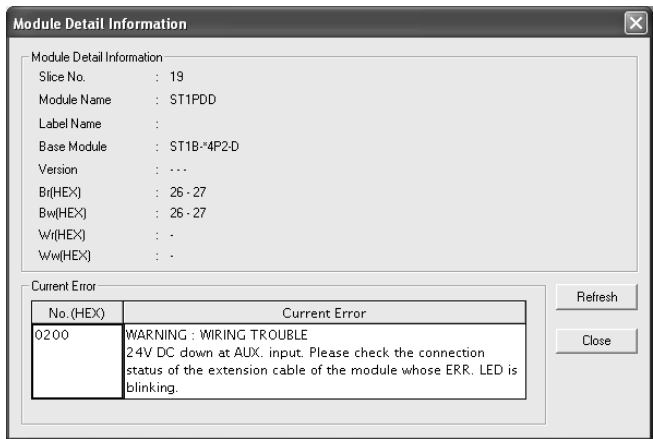 Module Detail Information
Module Detail Information
Slice No. : 19
Module Name : ST1PDD
Label Name :
Base Module : ST1B-*4P2-D
Version : - - -
Br(HEX) : 26 - 27
Bw(HEX) : 26 - 27
Wr(HEX) : -
Ww(HEX) : -
Current Error
No.(HEX) Current Error
0200 WARNING : WIRING TROUBLE
24V DC down at AUX. input. Please check the connection
status of the extension cable of the module whose ERR. LED is
blinking.
Refresh
Close